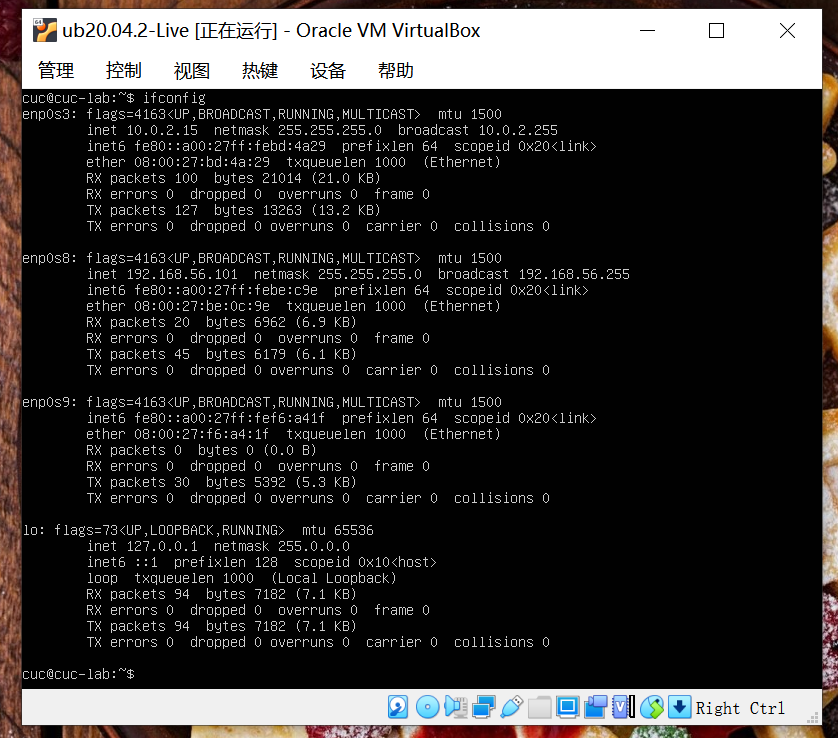 ub20.04.2-Live [正在运行] - Oracle VM VirtualBox
管理 控制 视图 热键 设备 帮助
cuc@cuc-lab:~$ ifconfig
enp0s3: flags=4163<UP,BROADCAST,RUNNING,MULTICAST>  mtu 1500
        inet 10.0.2.15  netmask 255.255.255.0  broadcast 10.0.2.255
        inet6 fe80::a00:27ff:febd:4a29  prefixlen 64  scopeid 0x20<link>
        ether 08:00:27:bd:4a:29  txqueuelen 1000  (Ethernet)
        RX packets 100  bytes 21014 (21.0 KB)
        RX errors 0  dropped 0  overruns 0  frame 0
        TX packets 127  bytes 13263 (13.2 KB)
        TX errors 0  dropped 0 overruns 0  carrier 0  collisions 0
enp0s8: flags=4163<UP,BROADCAST,RUNNING,MULTICAST>  mtu 1500
        inet 192.168.56.101  netmask 255.255.255.0  broadcast 192.168.56.255
        inet6 fe80::a00:27ff:febe:c9e  prefixlen 64  scopeid 0x20<link>
        ether 08:00:27:be:0c:9e  txqueuelen 1000  (Ethernet)
        RX packets 20  bytes 6962 (6.9 KB)
        RX errors 0  dropped 0  overruns 0  frame 0
        TX packets 45  bytes 6179 (6.1 KB)
        TX errors 0  dropped 0 overruns 0  carrier 0  collisions 0
enp0s9: flags=4163<UP,BROADCAST,RUNNING,MULTICAST>  mtu 1500
        inet6 fe80::a00:27ff:fef6:a41f  prefixlen 64  scopeid 0x20<link>
        ether 08:00:27:f6:a4:1f  txqueuelen 1000  (Ethernet)
        RX packets 0  bytes 0 (0.0 B)
        RX errors 0  dropped 0  overruns 0  frame 0
        TX packets 30  bytes 5392 (5.3 KB)
        TX errors 0  dropped 0 overruns 0  carrier 0  collisions 0
lo: flags=73<UP,LOOPBACK,RUNNING>  mtu 65536
        inet 127.0.0.1  netmask 255.0.0.0
        inet6 ::1  prefixlen 128  scopeid 0x10<host>
        loop  txqueuelen 1000  (Local Loopback)
        RX packets 94  bytes 7182 (7.1 KB)
        RX errors 0  dropped 0  overruns 0  frame 0
        TX packets 94  bytes 7182 (7.1 KB)
        TX errors 0  dropped 0 overruns 0  carrier 0  collisions 0
cuc@cuc-lab:~$
Right Ctrl